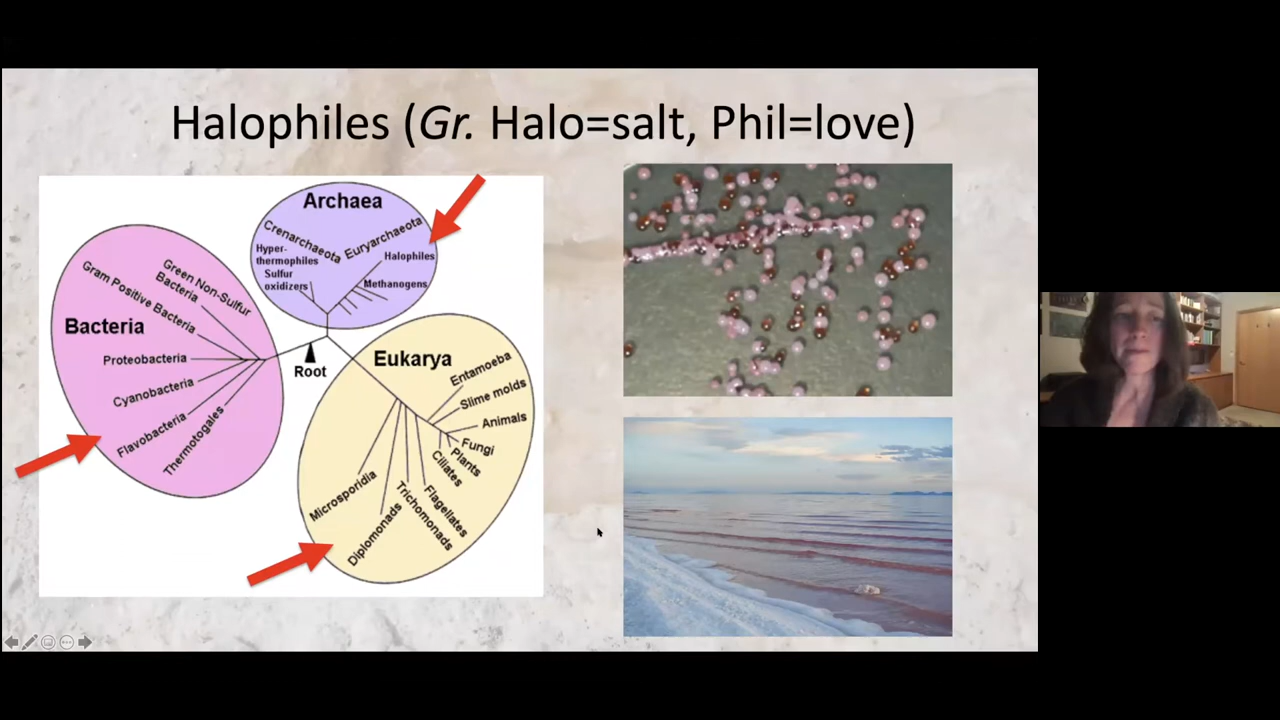 Halophiles (Gr. Halo=salt, Phil=love)
Archaea
Crenarchaeota
Euryarchaeota
Hyper-
thermophiles
Sulfur
oxidizers
Halophiles
Methanogens
Bacteria
Green Non-Sulfur
Bacteria
Gram Positive Bacteria
Proteobacteria
Cyanobacteria
Flavobacteria
Thermotogales
Root
Eukarya
Entamoeba
Slime molds
Animals
Fungi
Plants
Ciliates
Flagellates
Trichomonads
Diplomonads
Microsporidia